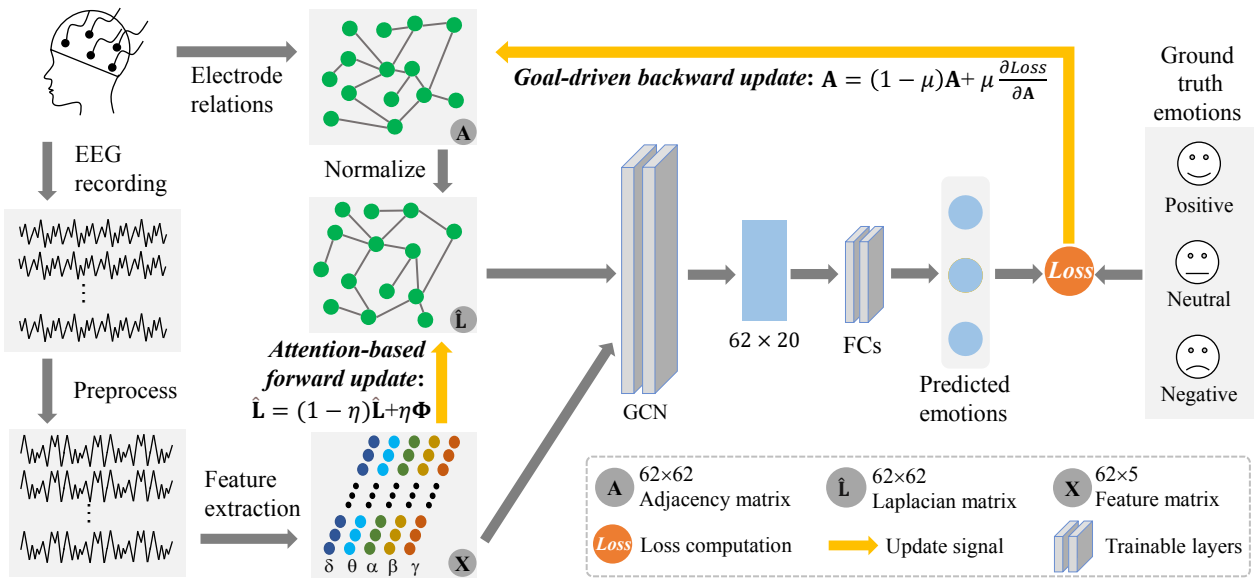 Electrode
relations
A
Goal-driven backward update: A = (1 − μ)A+ μ ∂Loss/∂A
Ground
truth
emotions
EEG
recording
Normalize
L̂
Attention-based
forward update:
L̂ = (1 − η)L̂+ηΦ
Preprocess
Feature
extraction
δ θ α β γ
X
GCN
62 × 20
FCs
Predicted
emotions
Loss
Positive
Neutral
Negative
A 62×62
Adjacency matrix
L̂ 62×62
Laplacian matrix
X 62×5
Feature matrix
Loss Loss computation
Update signal
Trainable layers